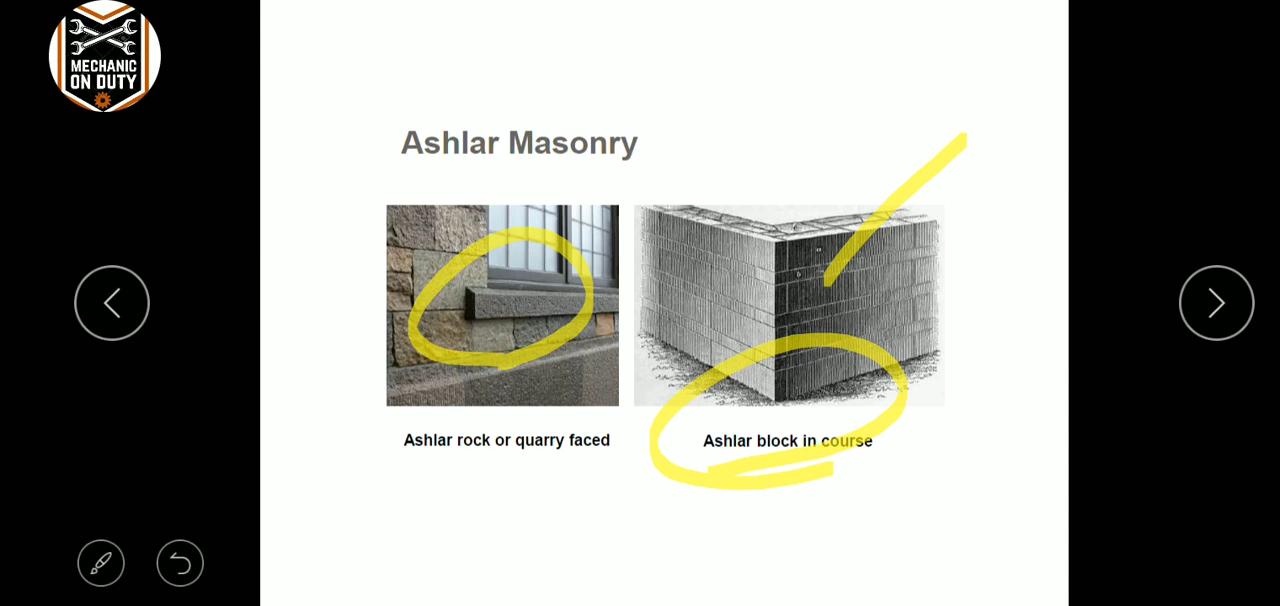 MECHANIC
ON DUTY
Ashlar Masonry
Ashlar rock or quarry faced
Ashlar block in course